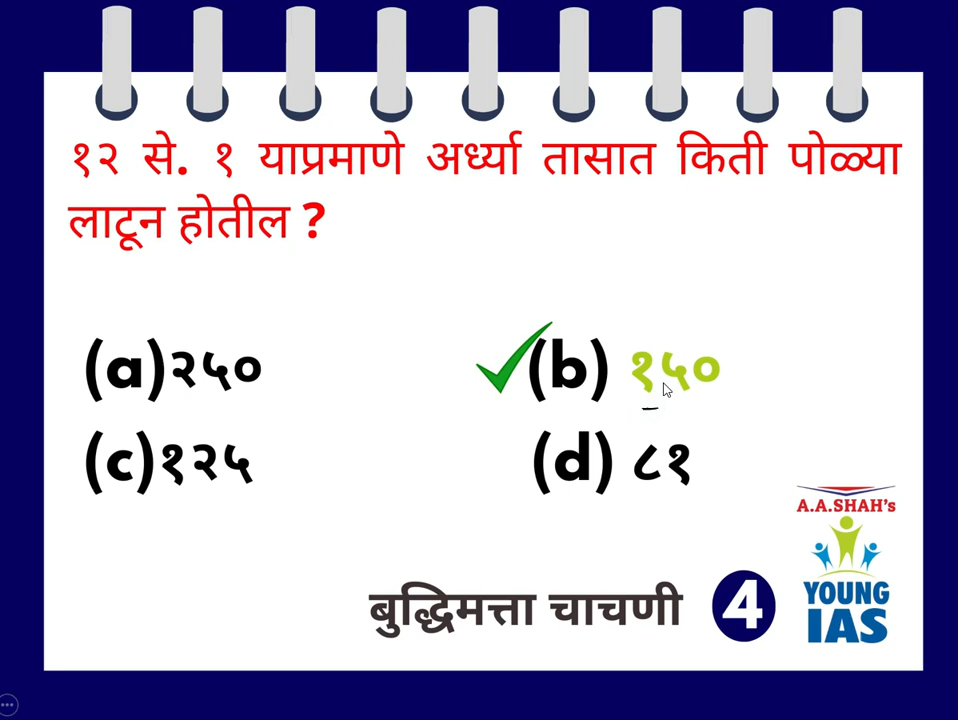 १२ से. १ याप्रमाणे अर्ध्या तासात किती पोळ्या
लाटून होतील ?
(a)२५० (b) १५०
(c)१२५ (d) ८१
A.A.SHAH's
YOUNG
IAS
बुद्धिमत्ता चाचणी 4